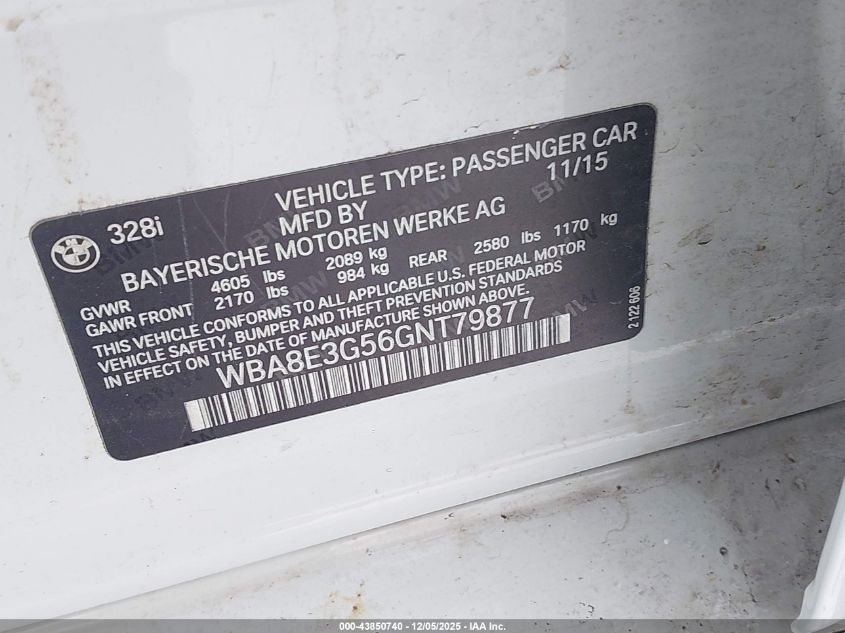 328i
VEHICLE TYPE: PASSENGER CAR
MFD BY 11/15
BAYERISCHE MOTOREN WERKE AG
GVWR 4605 lbs 2089 kg
GAWR FRONT 2170 lbs 984 kg REAR 2580 lbs 1170 kg
THIS VEHICLE CONFORMS TO ALL APPLICABLE U.S. FEDERAL MOTOR
VEHICLE SAFETY, BUMPER AND THEFT PREVENTION STANDARDS
IN EFFECT ON THE DATE OF MANUFACTURE SHOWN ABOVE.
WBA8E3G56GNT79877
2 122 606
000-43850740 - 12/05/2025 - IAA Inc.